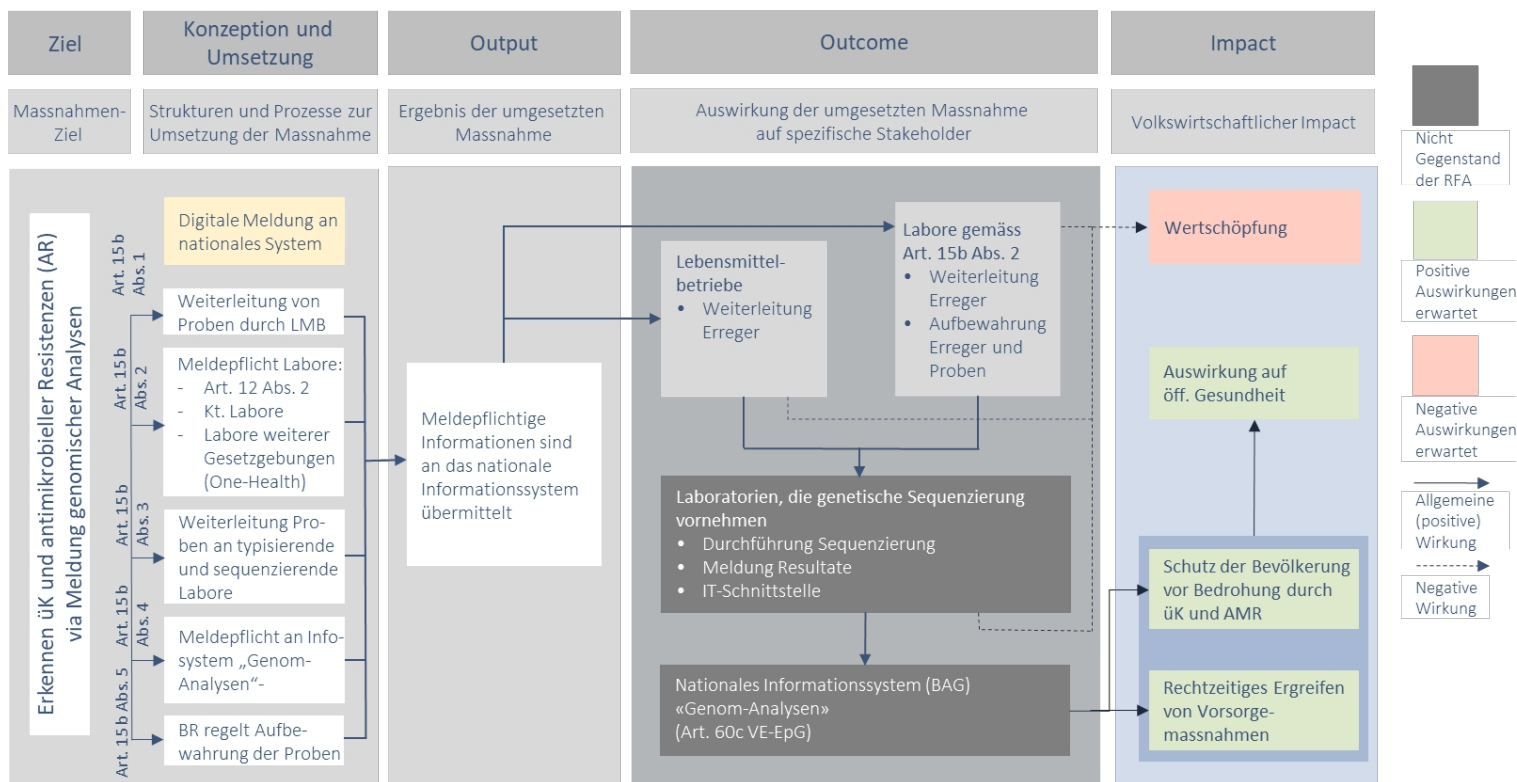 Ziel
Konzeption und
Umsetzung
Output
Outcome
Impact
Massnahmen-
Ziel
Strukturen und Prozesse zur
Umsetzung der Massnahme
Ergebnis der umgesetzten
Massnahme
Auswirkung der umgesetzten Massnahme
auf spezifische Stakeholder
Volkswirtschaftlicher Impact
Erkennen üK und antimikrobieller Resistenzen (AR)
via Meldung genomischer Analysen
Art. 15 b
Abs. 1
Art. 15 b
Abs. 2
Art. 15 b
Abs. 3
Art. 15 b
Abs. 4
Art. 15 b Abs. 5
Digitale Meldung an
nationales System
Weiterleitung von
Proben durch LMB
Meldepflicht Labore:
- Art. 12 Abs. 2
- Kt. Labore
- Labore weiterer
Gesetzgebungen
(One-Health)
Weiterleitung Pro-
ben an typisierende
und sequenzierende
Labore
Meldepflicht an Info-
system „Genom-
Analysen“-
BR regelt Aufbe-
wahrung der Proben
Meldepflichtige
Informationen sind
an das nationale
Informationssystem
übermittelt
Lebensmittel-
betriebe
• Weiterleitung
Erreger
Labore gemäss
Art. 15b Abs. 2
• Weiterleitung
Erreger
• Aufbewahrung
Erreger und
Proben
Laboratorien, die genetische Sequenzierung
vornehmen
• Durchführung Sequenzierung
• Meldung Resultate
• IT-Schnittstelle
Nationales Informationssystem (BAG)
«Genom-Analysen»
(Art. 60c VE-EpG)
Wertschöpfung
Auswirkung auf
öff. Gesundheit
Schutz der Bevölkerung
vor Bedrohung durch
üK und AMR
Rechtzeitiges Ergreifen
von Vorsorge-
massnahmen
Nicht
Gegenstand
der RFA
Positive
Auswirkungen
erwartet
Negative
Auswirkungen
erwartet
Allgemeine
(positive)
Wirkung
Negative
Wirkung